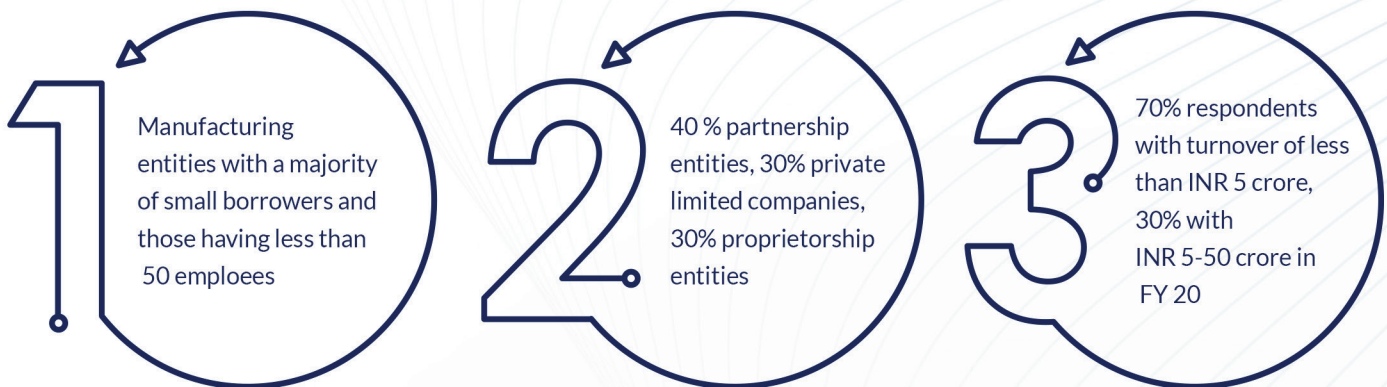 1
Manufacturing
entities with a majority
of small borrowers and
those having less than
50 emploees
2
40 % partnership
entities, 30% private
limited companies,
30% proprietorship
entities
3
70% respondents
with turnover of less
than INR 5 crore,
30% with
INR 5-50 crore in
FY 20